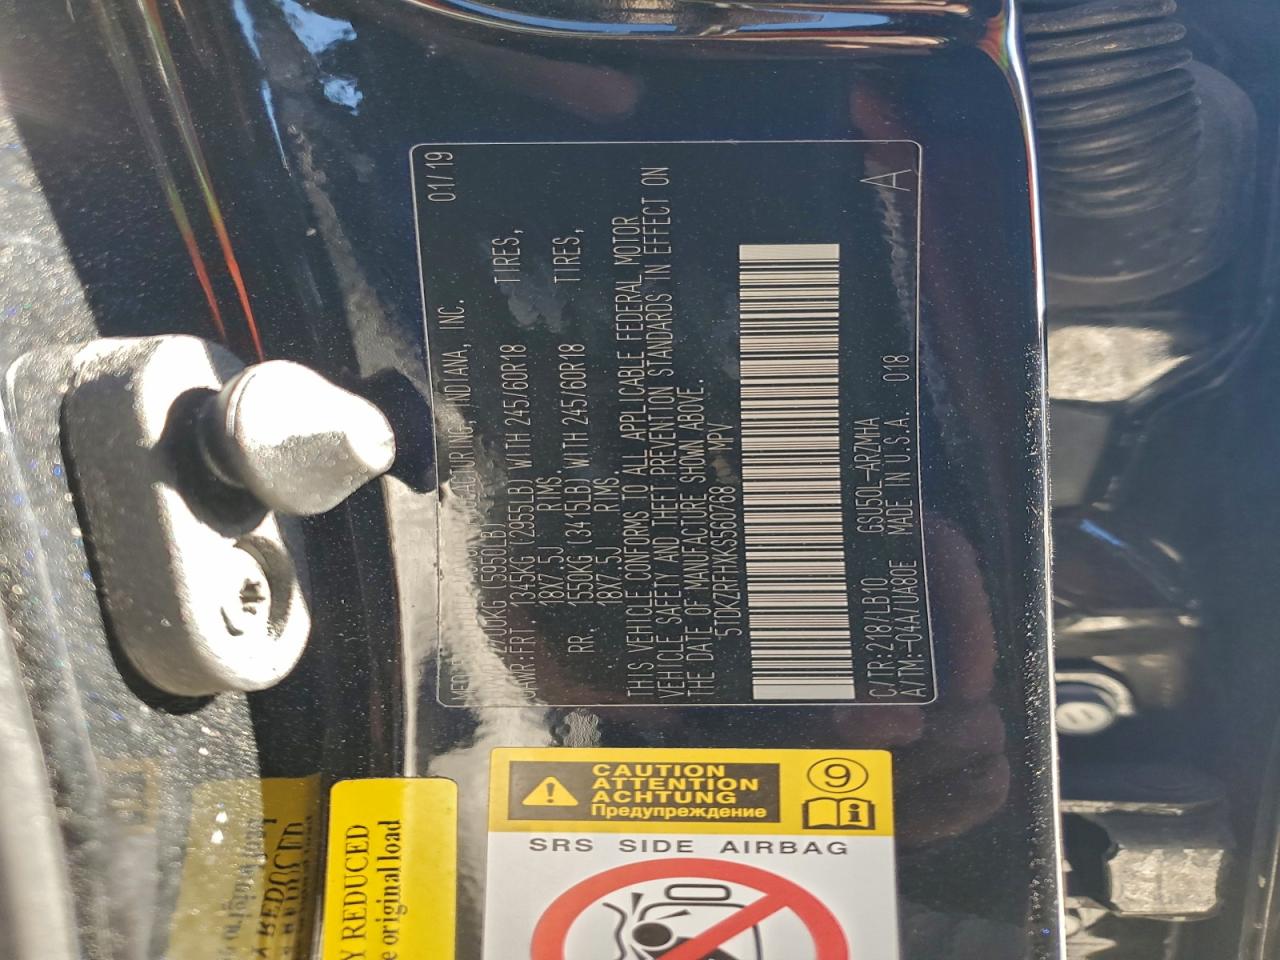 01/19
INDIANA, INC.
(5950LB)
FRT. 1345KG (2955LB) WITH 245/60R18 TIRES,
18X7.5J RIMS
RR. 1550KG (3415LB) WITH 245/60R18 TIRES,
18X7.5J RIMS
THIS VEHICLE CONFORMS TO ALL APPLICABLE FEDERAL MOTOR
VEHICLE SAFETY AND THEFT PREVENTION STANDARDS IN EFFECT ON
THE DATE OF MANUFACTURE SHOWN ABOVE.
5TDKZRFHXKS560768 MPV
C/TR:218/LB10 GSU50L-ARZMHA
A/TM:-04A/UA80E MADE IN U.S.A. 018
A
CAUTION
ATTENTION
ACHTUNG
Предупреждение
9
i
SRS SIDE AIRBAG
Y REDUCED
original load